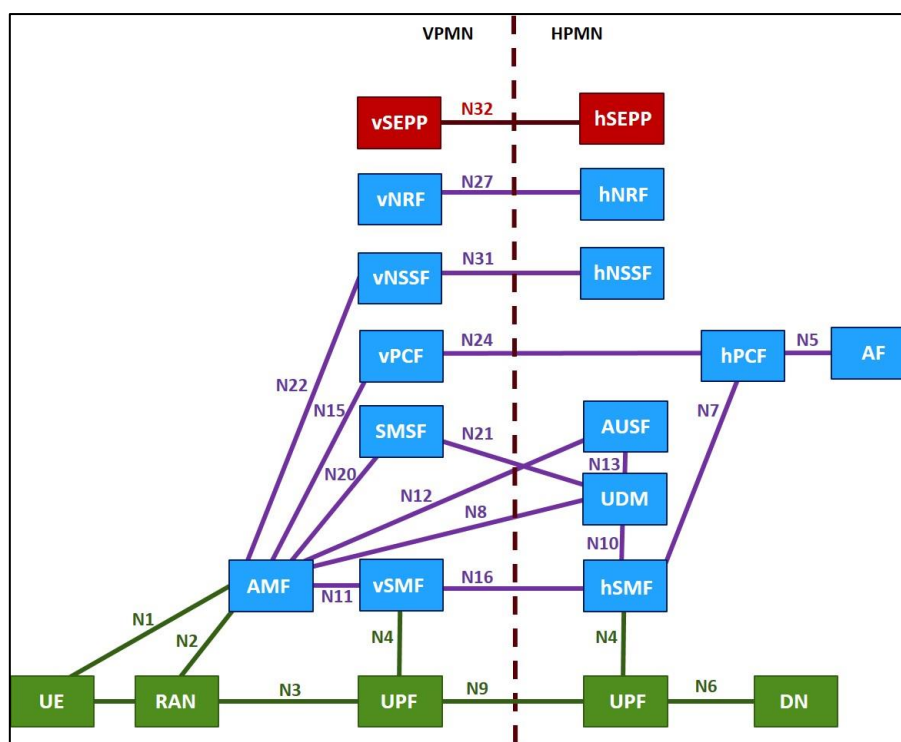 VPMN
HPMN
vSEPP
N32
hSEPP
vNRF
N27
hNRF
vNSSF
N31
hNSSF
vPCF
N24
hPCF
N5
AF
N22
N15
N7
SMSF
N21
AUSF
N20
N13
N12
UDM
N8
N10
AMF
N11
vSMF
N16
hSMF
N1
N2
N4
N4
UE
RAN
N3
UPF
N9
UPF
N6
DN